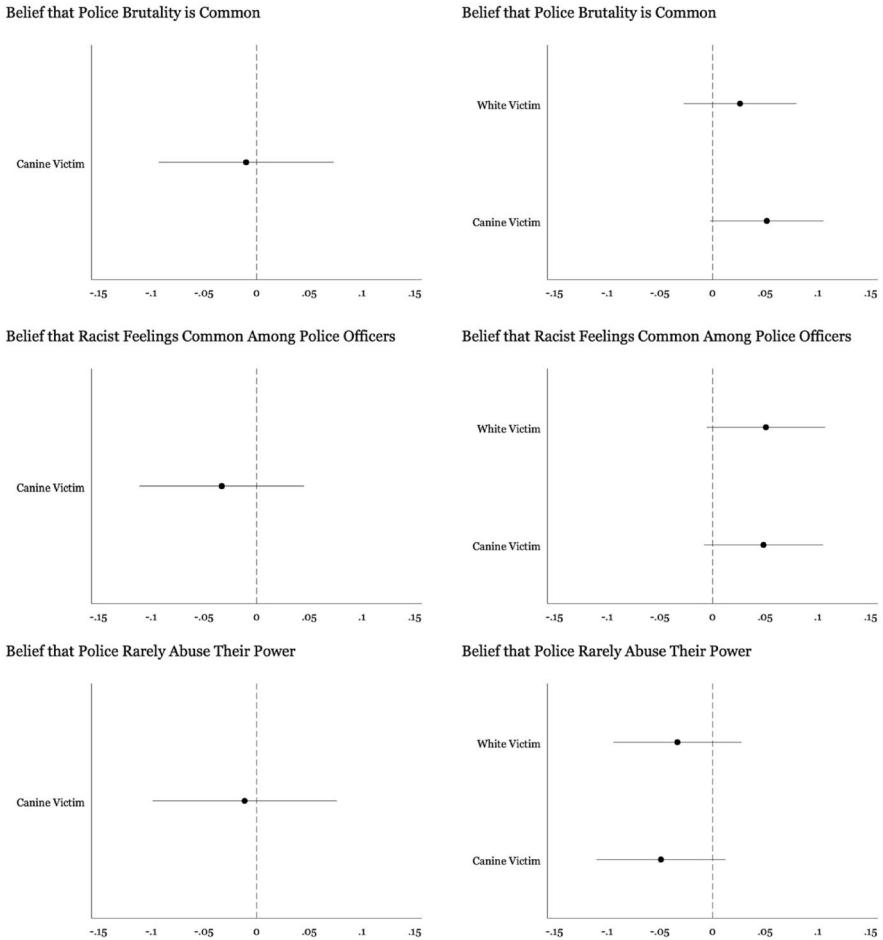 Belief that Police Brutality is Common
Canine Victim
-.15 -.1 -.05 0 .05 .1 .15
Belief that Police Brutality is Common
White Victim
Canine Victim
-.15 -.1 -.05 0 .05 .1 .15
Belief that Racist Feelings Common Among Police Officers
Canine Victim
-.15 -.1 -.05 0 .05 .1 .15
Belief that Racist Feelings Common Among Police Officers
White Victim
Canine Victim
-.15 -.1 -.05 0 .05 .1 .15
Belief that Police Rarely Abuse Their Power
Canine Victim
-.15 -.1 -.05 0 .05 .1 .15
Belief that Police Rarely Abuse Their Power
White Victim
Canine Victim
-.15 -.1 -.05 0 .05 .1 .15